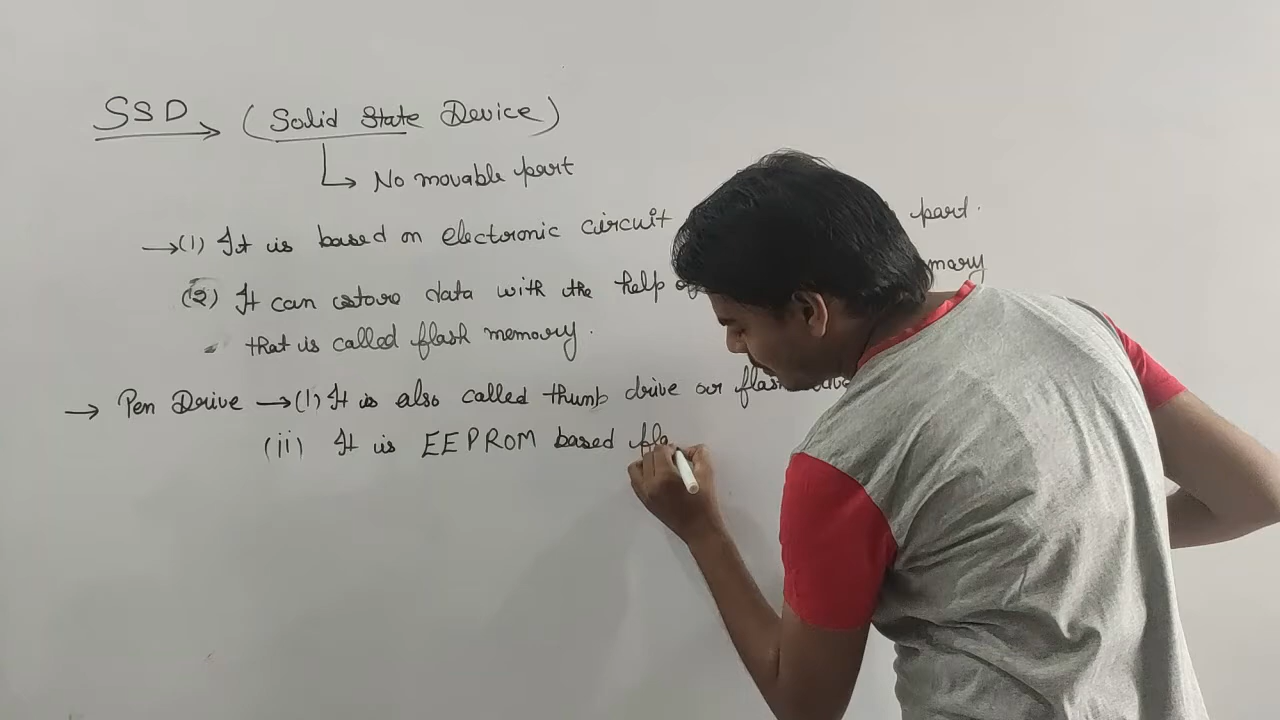 SSD → (Solid State Device)
↳ No movable part
→ (1) It is based on electronic circuit part.
(2) It can store data with the help of
that is called flash memory.
→ Pen Drive → (1) It is also called thumb drive or flash
(ii) It is EEPROM based fla